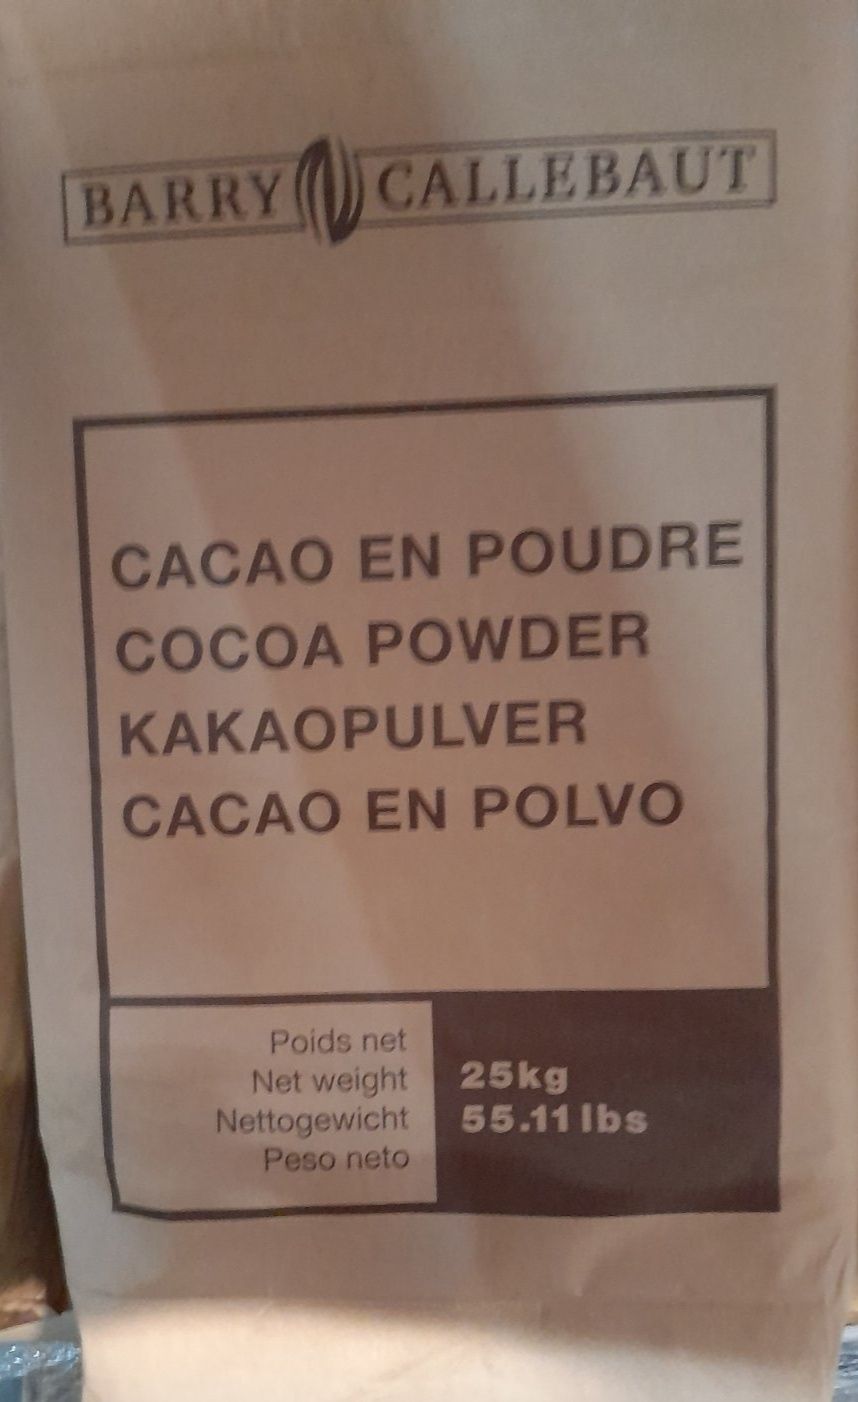 BARRY CALLEBAUT
CACAO EN POUDRE
COCOA POWDER
KAKAOPULVER
CACAO EN POLVO
Poids net
Net weight 25kg
Nettogewicht 55.11 lbs
Peso neto